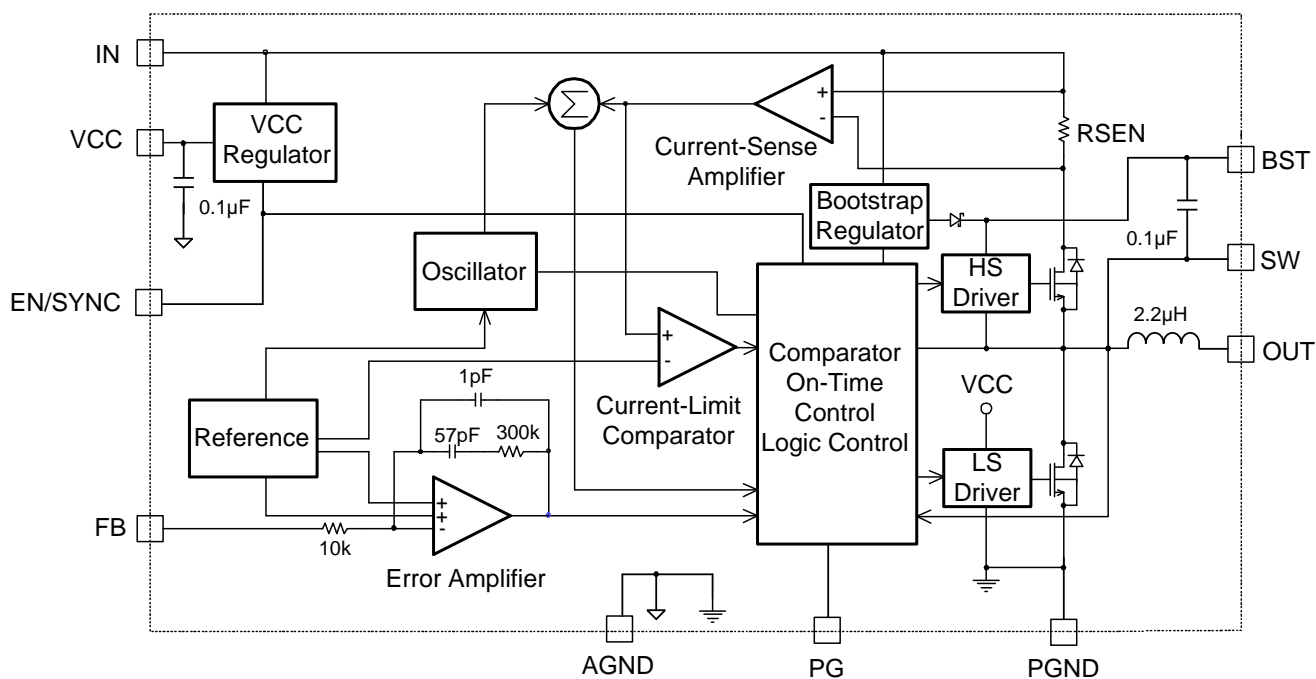 IN
VCC
Regulator
VCC
0.1µF
EN/SYNC
Σ
+
-
Current-Sense
Amplifier
RSEN
Bootstrap
Regulator
BST
0.1µF
SW
Oscillator
HS
Driver
2.2µH
OUT
+
-
Current-Limit
Comparator
Comparator
On-Time
Control
Logic Control
VCC
LS
Driver
Reference
1pF
57pF
300k
FB
10k
+
+
-
Error Amplifier
AGND
PG
PGND